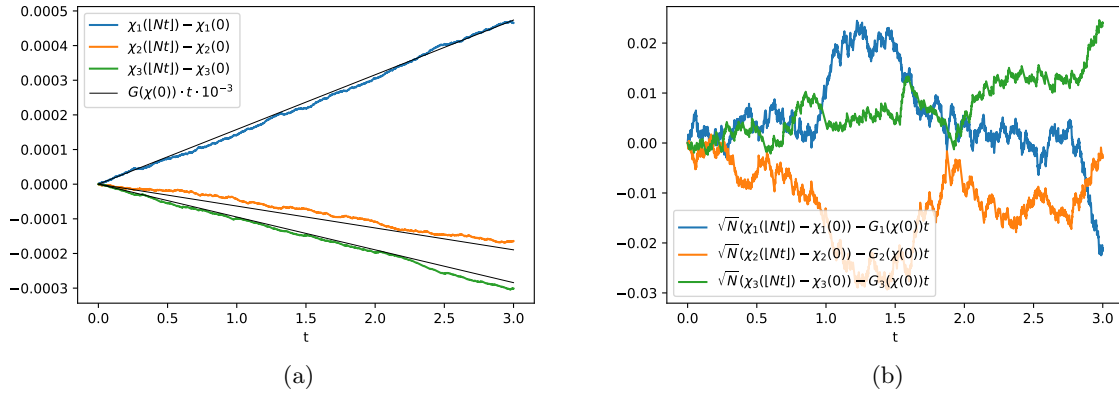 0.0005
0.0004
0.0003
0.0002
0.0001
0.0000
−0.0001
−0.0002
−0.0003
χ₁(⌊Nt⌋) − χ₁(0)
χ₂(⌊Nt⌋) − χ₂(0)
χ₃(⌊Nt⌋) − χ₃(0)
G(χ(0)) · t · 10⁻³
0.0 0.5 1.0 1.5 2.0 2.5 3.0
t
(a)
0.02
0.01
0.00
−0.01
−0.02
−0.03
√N(χ₁(⌊Nt⌋) − χ₁(0)) − G₁(χ(0))t
√N(χ₂(⌊Nt⌋) − χ₂(0)) − G₂(χ(0))t
√N(χ₃(⌊Nt⌋) − χ₃(0)) − G₃(χ(0))t
0.0 0.5 1.0 1.5 2.0 2.5 3.0
t
(b)